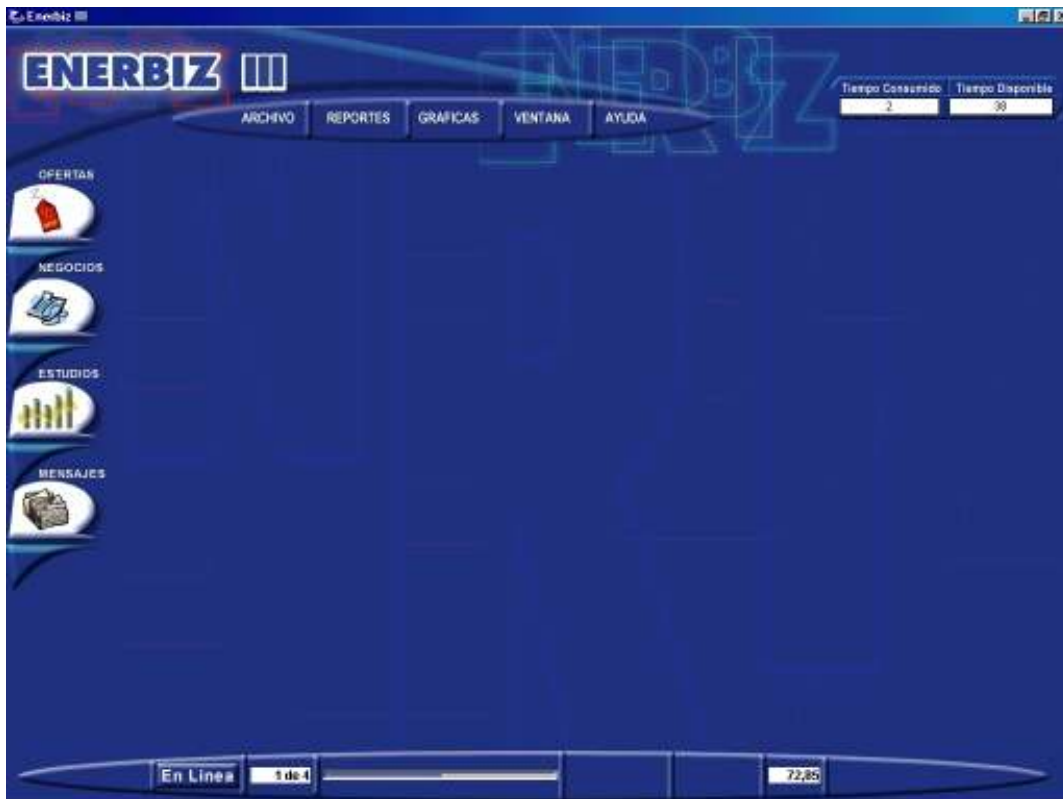 Enerbiz III
ENERBIZ III
Tiempo Consumido Tiempo Disponible
2 38
ARCHIVO REPORTES GRAFICAS VENTANA AYUDA
OFERTAS
NEGOCIOS
ESTUDIOS
MENSAJES
En Linea 1 de 4 72,85